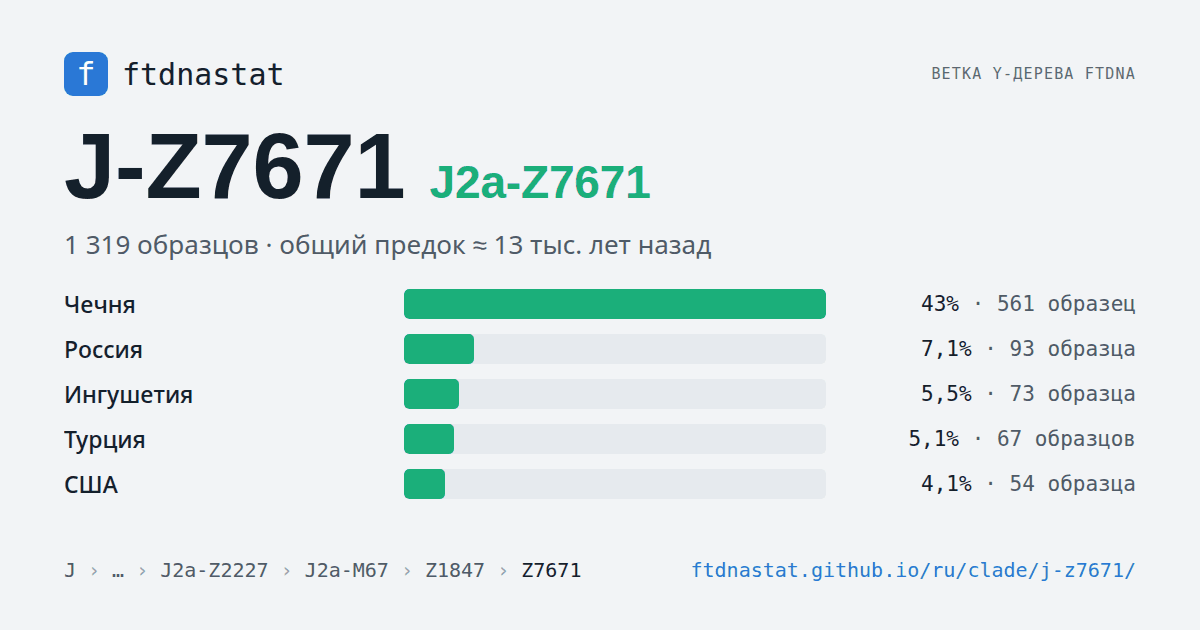 f ftdnastat
ВЕТКА Y-ДЕРЕВА FTDNA
J-Z7671 J2a-Z7671
1 319 образцов · общий предок ≈ 13 тыс. лет назад
Чечня 43% · 561 образец
Россия 7,1% · 93 образца
Ингушетия 5,5% · 73 образца
Турция 5,1% · 67 образцов
США 4,1% · 54 образца
J › … › J2a-Z2227 › J2a-M67 › Z1847 › Z7671
ftdnastat.github.io/ru/clade/j-z7671/